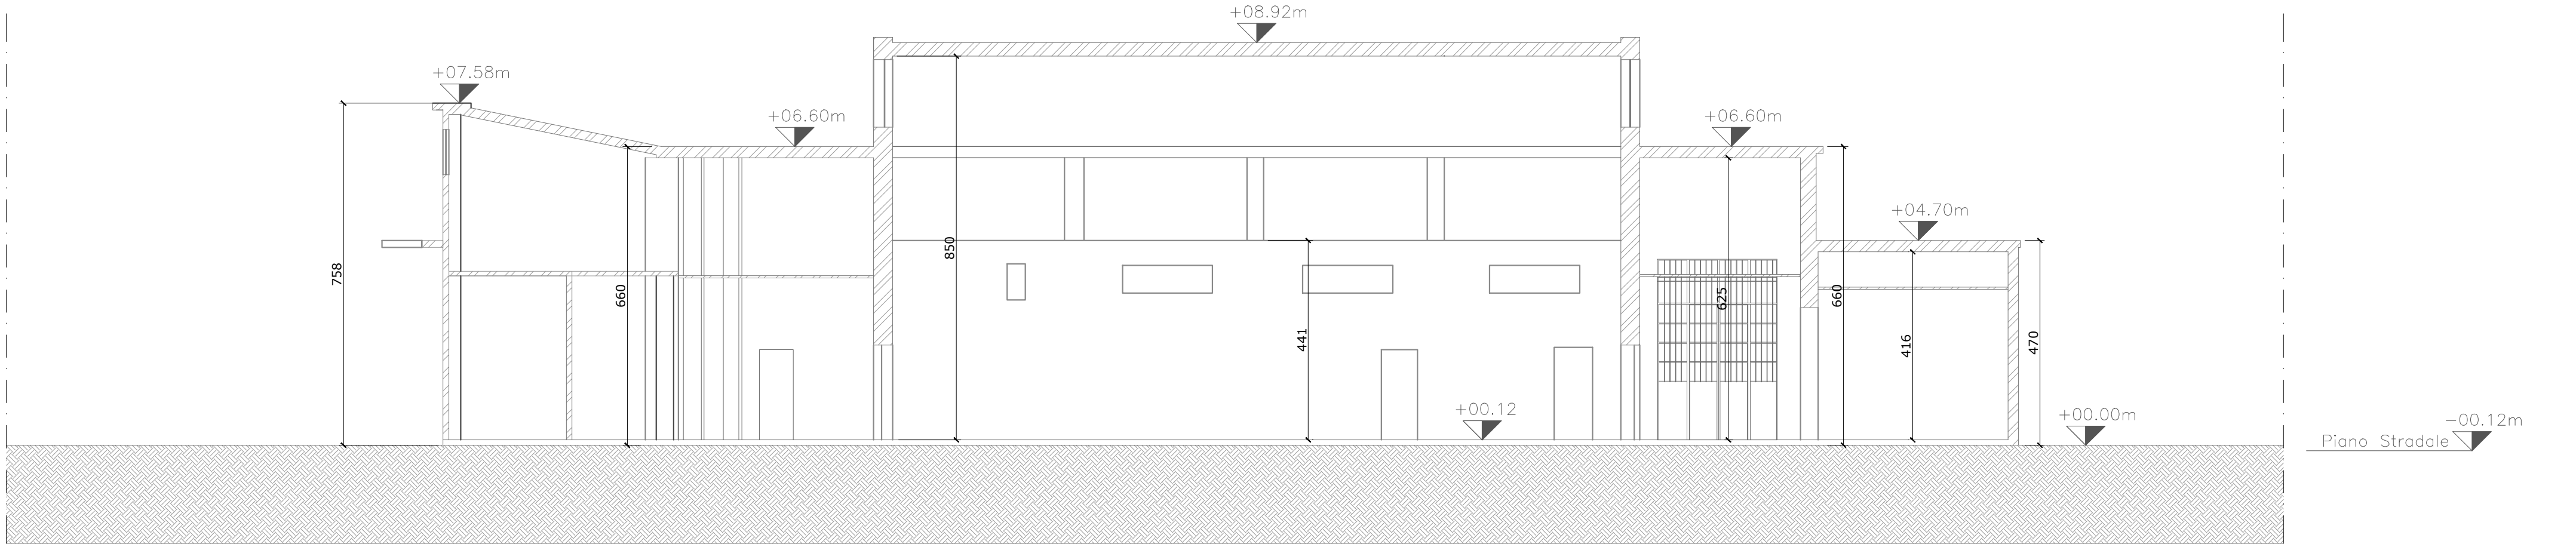 +08.92m
+07.58m
+06.60m
+06.60m
+04.70m
758
660
850
441
625
660
416
470
+00.12
+00.00m
-00.12m
Piano Stradale